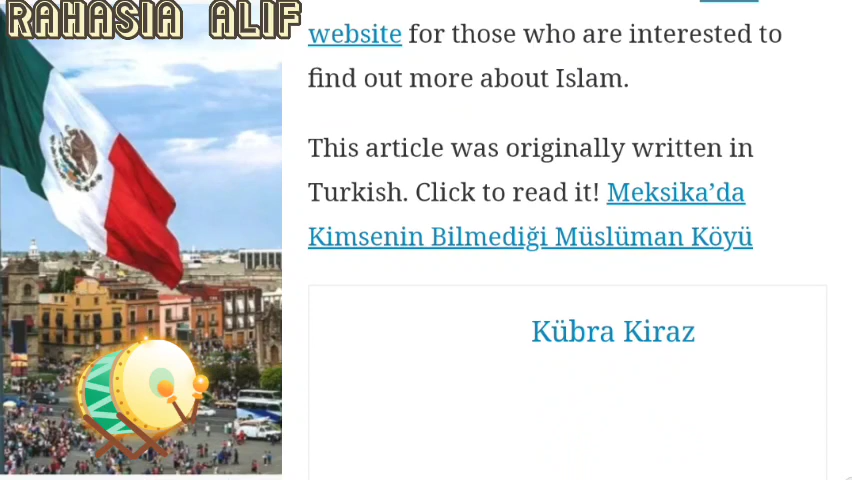 RAHASIA ALIF
website for those who are interested to
find out more about Islam.
This article was originally written in
Turkish. Click to read it! Meksika’da
Kimsenin Bilmediği Müslüman Köyü
Kübra Kiraz